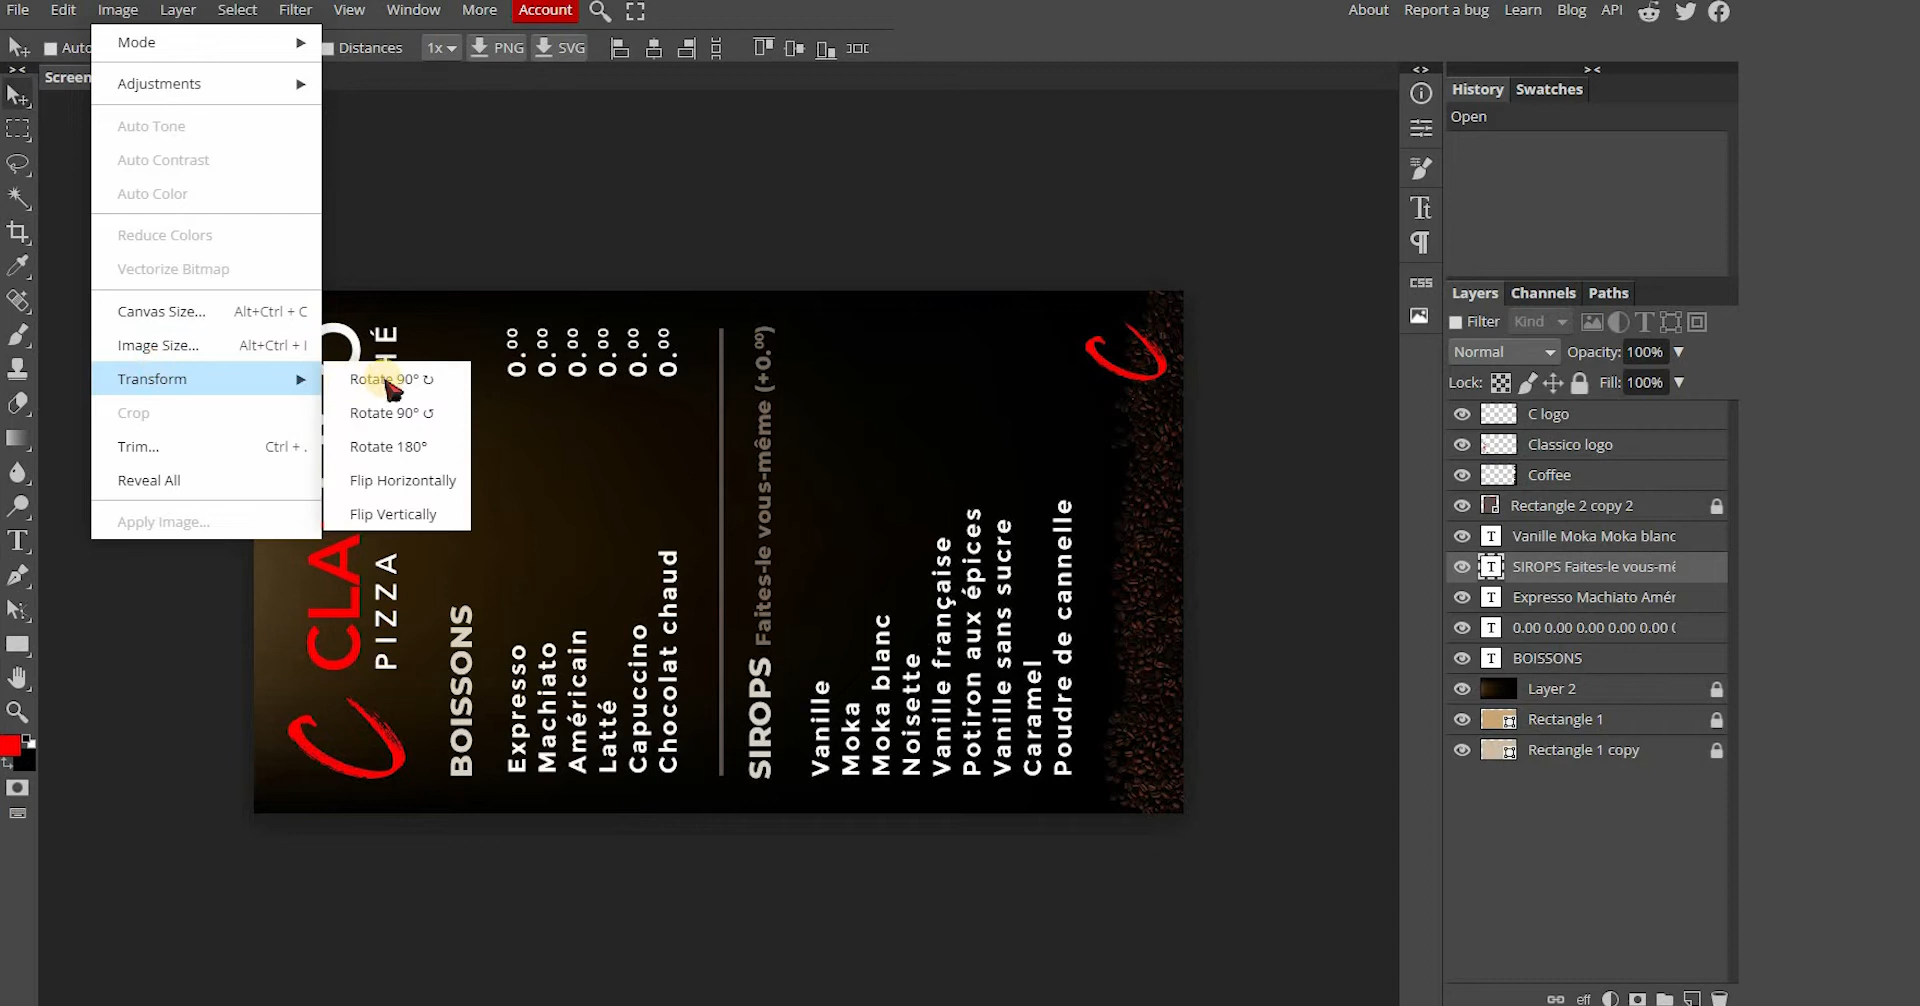 File Edit Image Layer Select Filter View Window More Account
About Report a bug Learn Blog API
Auto
Distances 1x PNG SVG
Screen
Mode
Adjustments
Auto Tone
Auto Contrast
Auto Color
Reduce Colors
Vectorize Bitmap
Canvas Size... Alt+Ctrl + C
Image Size... Alt+Ctrl + I
Transform
Crop
Trim... Ctrl + .
Reveal All
Apply Image...
Rotate 90° ↻
Rotate 90° ↺
Rotate 180°
Flip Horizontally
Flip Vertically
C CLA
PIZZA
BOISSONS
Expresso 0.00
Machiato 0.00
Américain 0.00
Latté 0.00
Capuccino 0.00
Chocolat chaud 0.00
SIROPS Faites-le vous-même (+0.00)
Vanille
Moka
Moka blanc
Noisette
Vanille française
Potiron aux épices
Vanille sans sucre
Caramel
Poudre de cannelle
C
CSS
History Swatches
Open
Layers Channels Paths
Filter Kind
Normal Opacity: 100%
Lock: Fill: 100%
C logo
Classico logo
Coffee
Rectangle 2 copy 2
Vanille Moka Moka blanc
SIROPS Faites-le vous-mê
Expresso Machiato Amér
0.00 0.00 0.00 0.00 0.00
BOISSONS
Layer 2
Rectangle 1
Rectangle 1 copy
eff